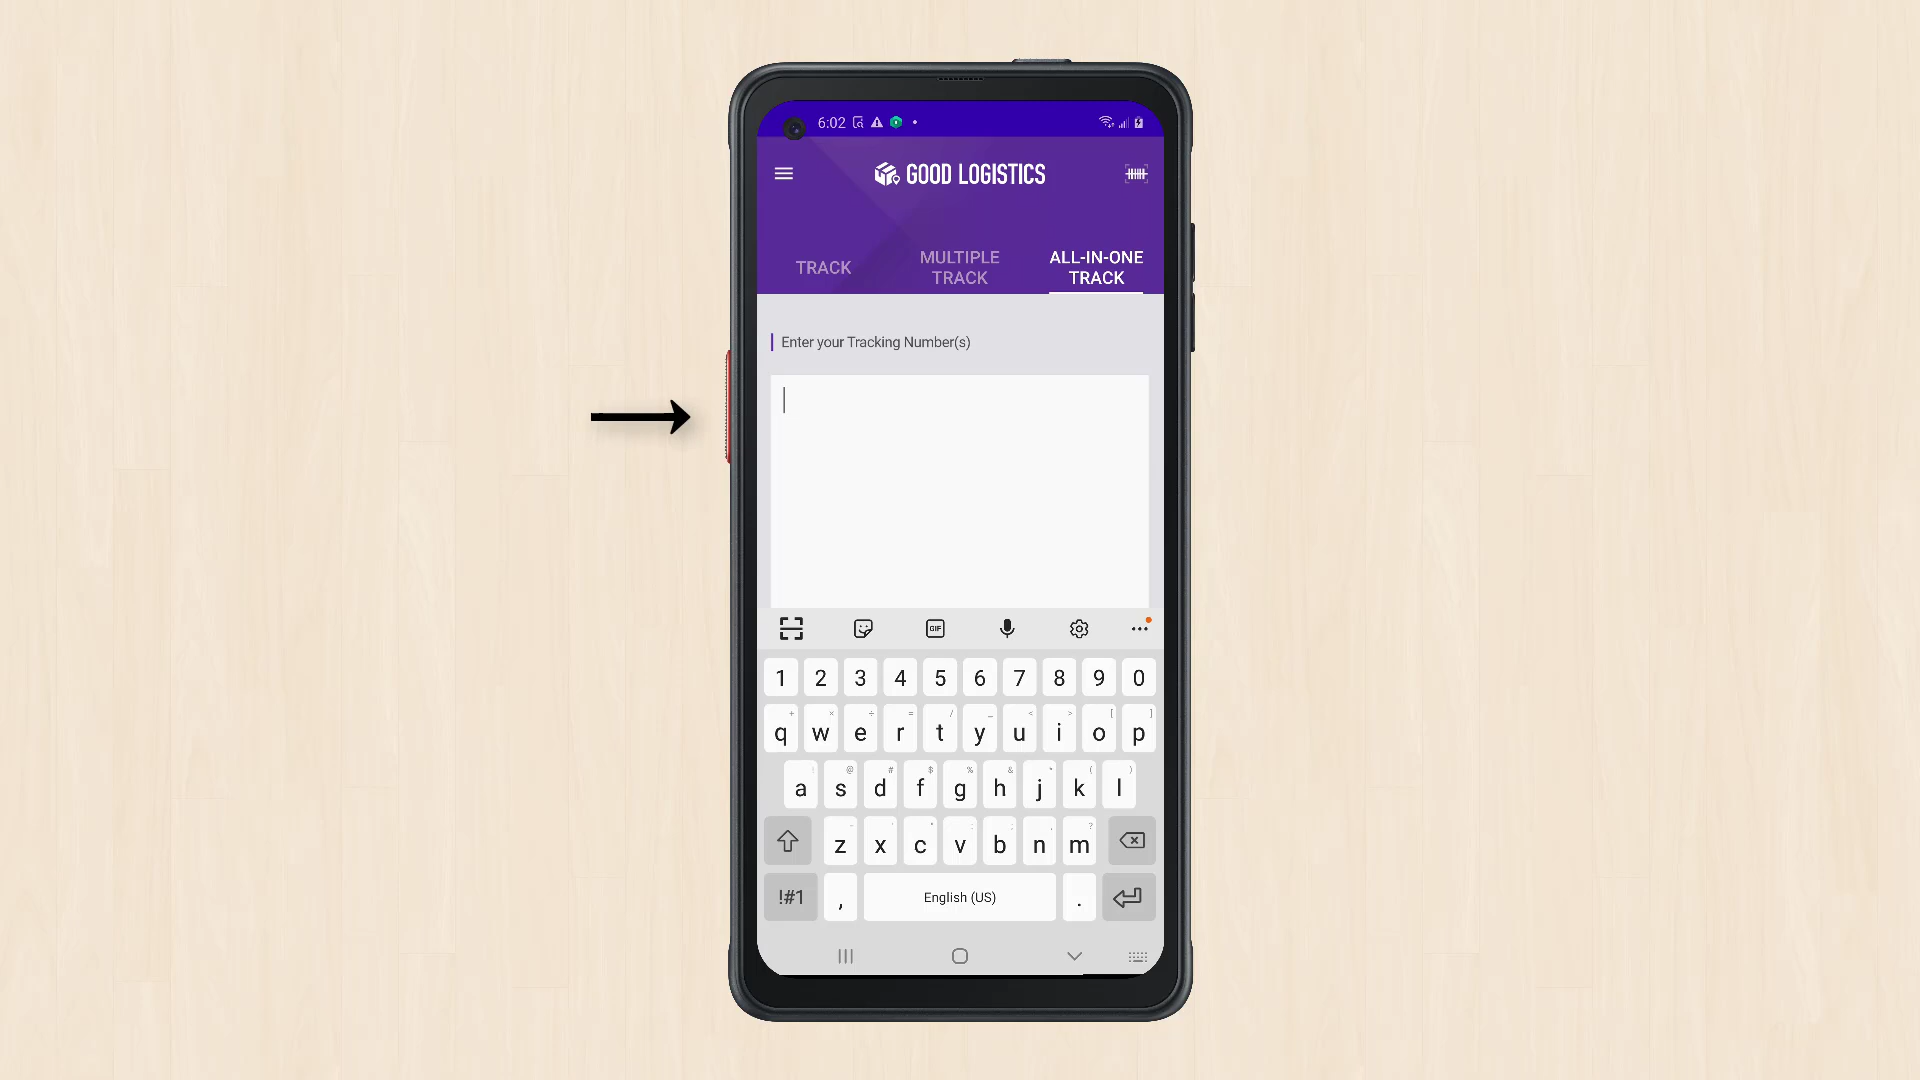 6:02
GOOD LOGISTICS
TRACK
MULTIPLE
TRACK
ALL-IN-ONE
TRACK
Enter your Tracking Number(s)
GIF
1 2 3 4 5 6 7 8 9 0
+ × ÷ = / _ < > [ ]
q w e r t y u i o p
! @ # $ % & * ( )
a s d f g h j k l
- ' " : ; , ?
z x c v b n m
!#1 , English (US) .